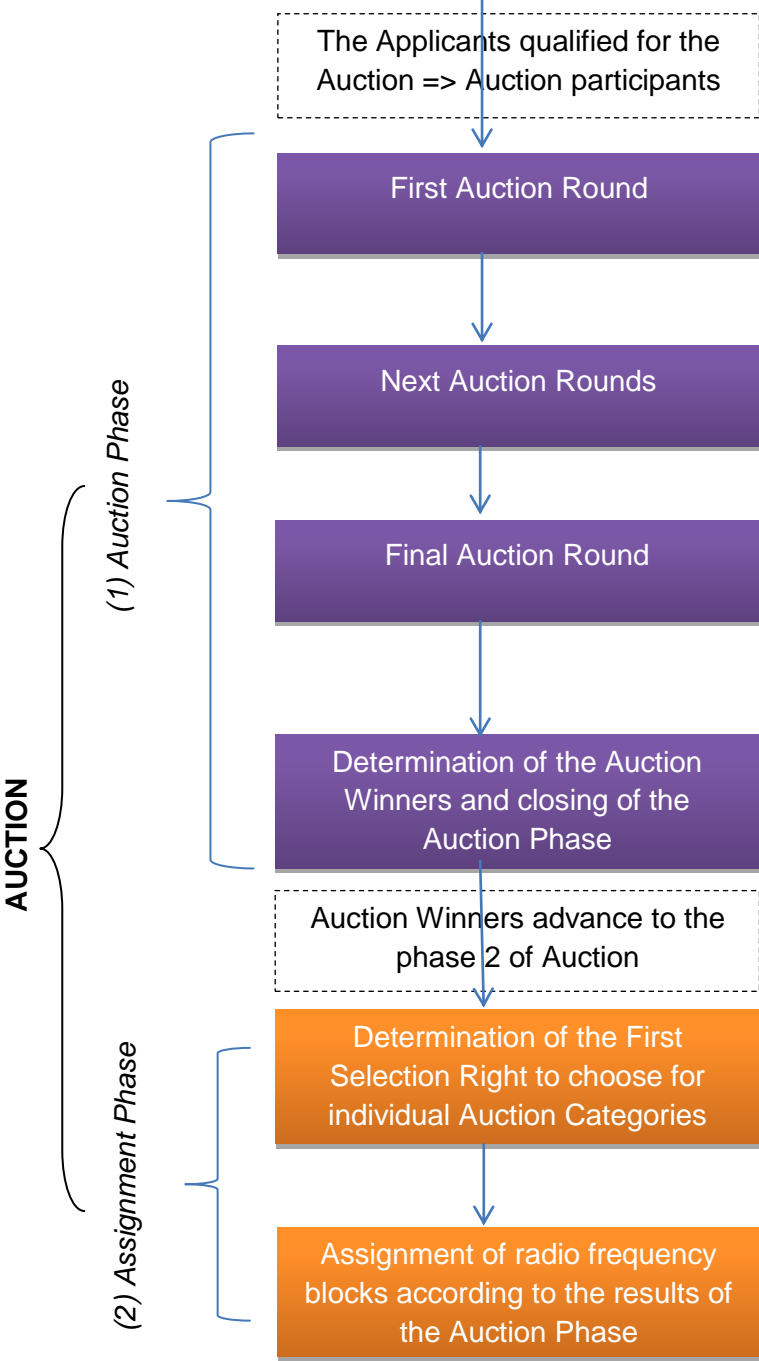 The Applicants qualified for the
Auction => Auction participants
First Auction Round
Next Auction Rounds
Final Auction Round
Determination of the Auction
Winners and closing of the
Auction Phase
Auction Winners advance to the
phase 2 of Auction
Determination of the First
Selection Right to choose for
individual Auction Categories
Assignment of radio frequency
blocks according to the results of
the Auction Phase
(1) Auction Phase
(2) Assignment Phase
AUCTION